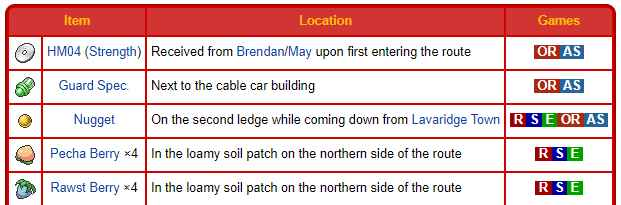 Item Location Games
HM04 (Strength) Received from Brendan/May upon first entering the route OR AS
Guard Spec. Next to the cable car building OR AS
Nugget On the second ledge while coming down from Lavaridge Town R S E OR AS
Pecha Berry ×4 In the loamy soil patch on the northern side of the route R S E
Rawst Berry ×4 In the loamy soil patch on the northern side of the route R S E